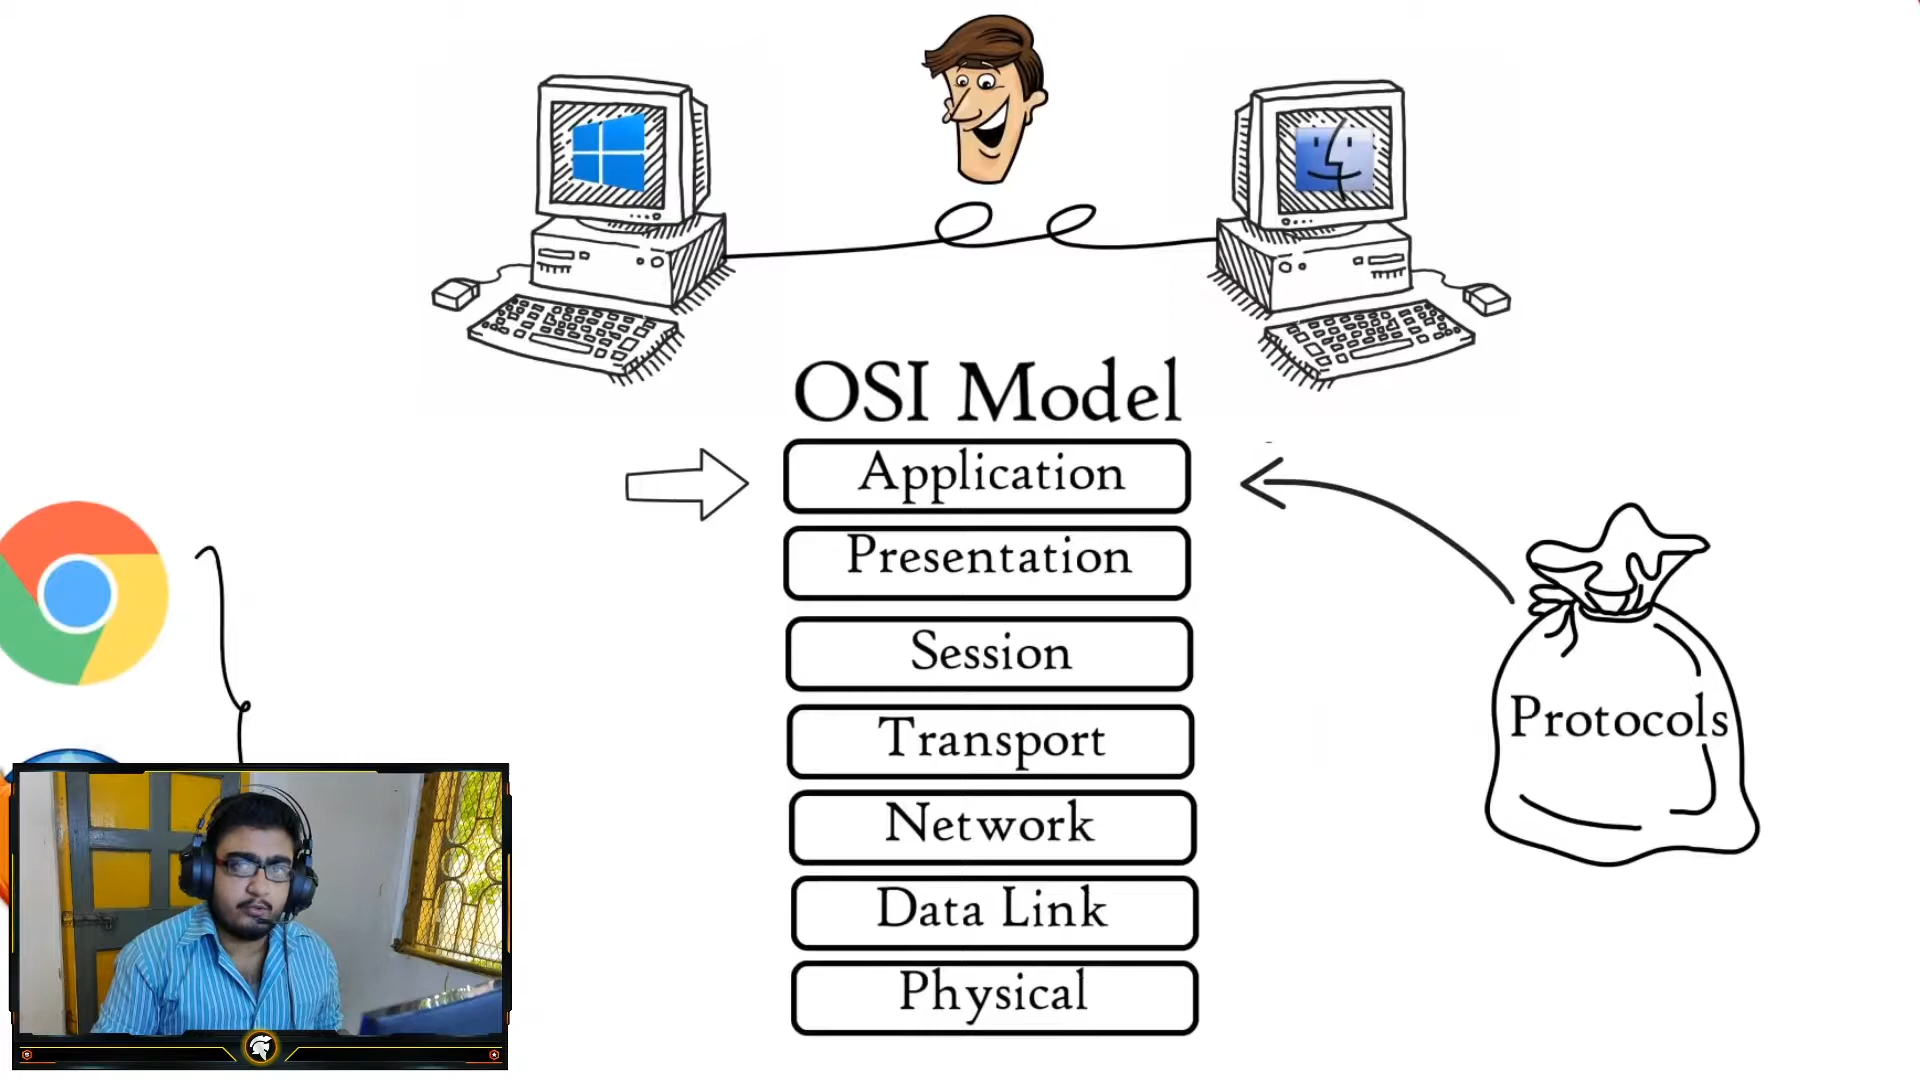 OSI Model
Application
Presentation
Session
Transport
Network
Data Link
Physical
Protocols